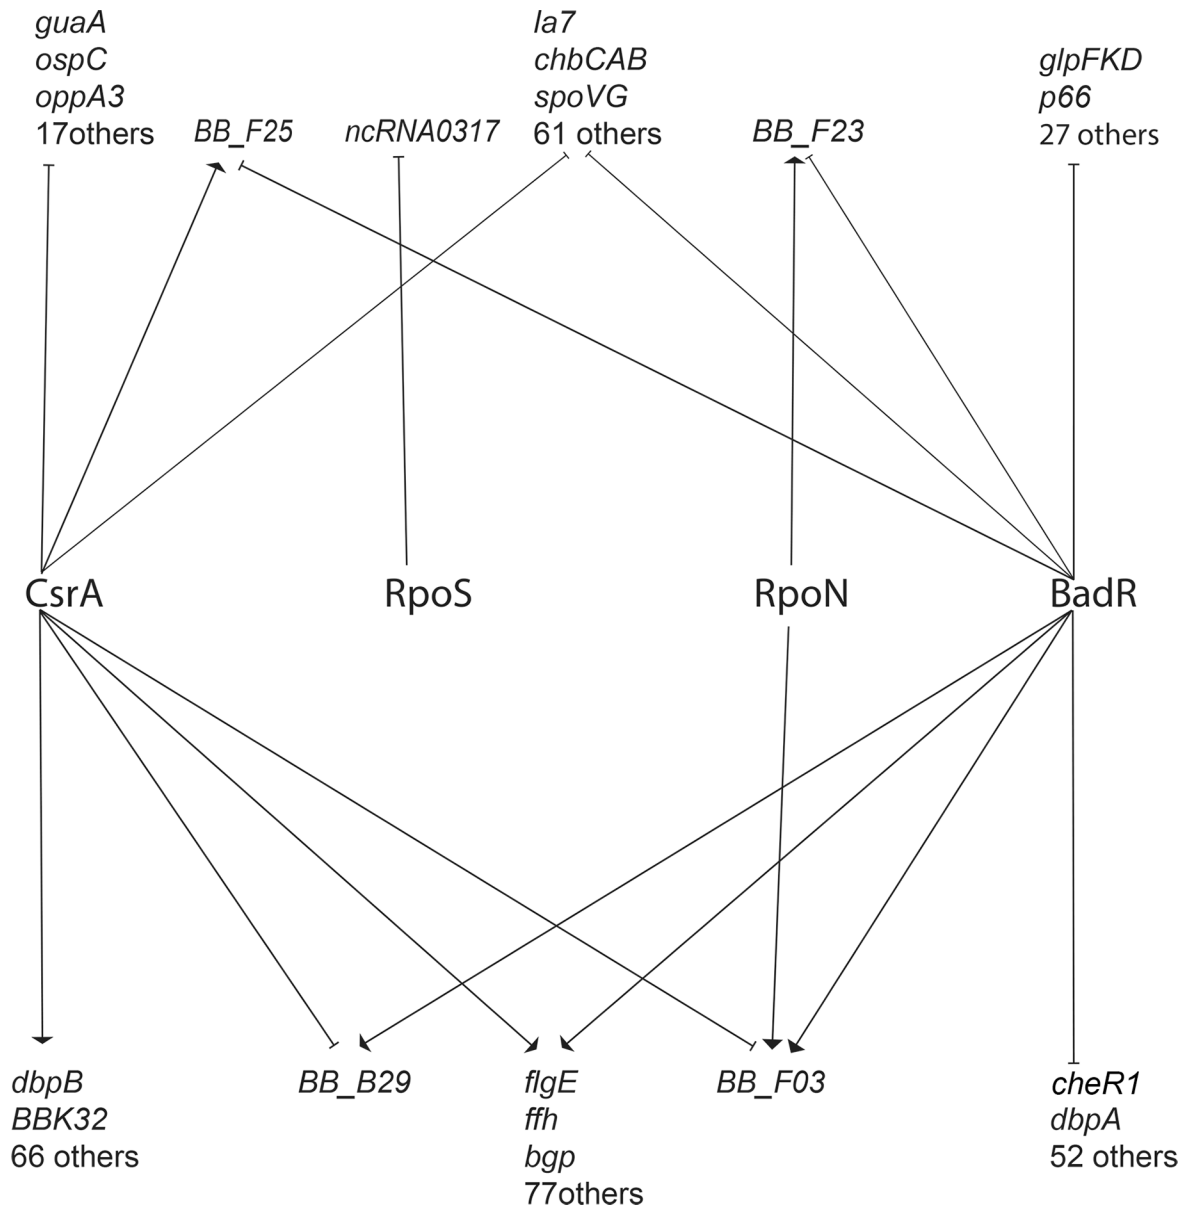 guaA
ospC
oppA3
17others
BB_F25
ncRNA0317
la7
chbCAB
spoVG
61 others
BB_F23
glpFKD
p66
27 others
CsrA
RpoS
RpoN
BadR
dbpB
BBK32
66 others
BB_B29
flgE
ffh
bgp
77others
BB_F03
cheR1
dbpA
52 others